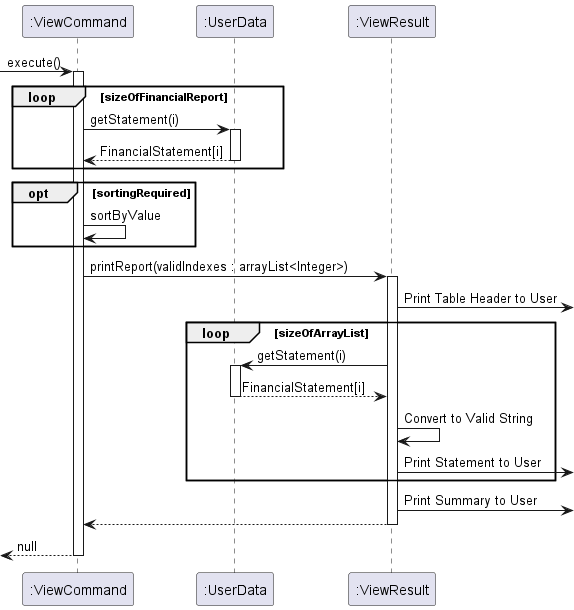 :ViewCommand
:UserData
:ViewResult
execute()
loop
[sizeOfFinancialReport]
getStatement(i)
FinancialStatement[i]
opt
[sortingRequired]
sortByValue
printReport(validIndexes : arrayList<Integer>)
Print Table Header to User
loop
[sizeOfArrayList]
getStatement(i)
FinancialStatement[i]
Convert to Valid String
Print Statement to User
Print Summary to User
null
:ViewCommand
:UserData
:ViewResult